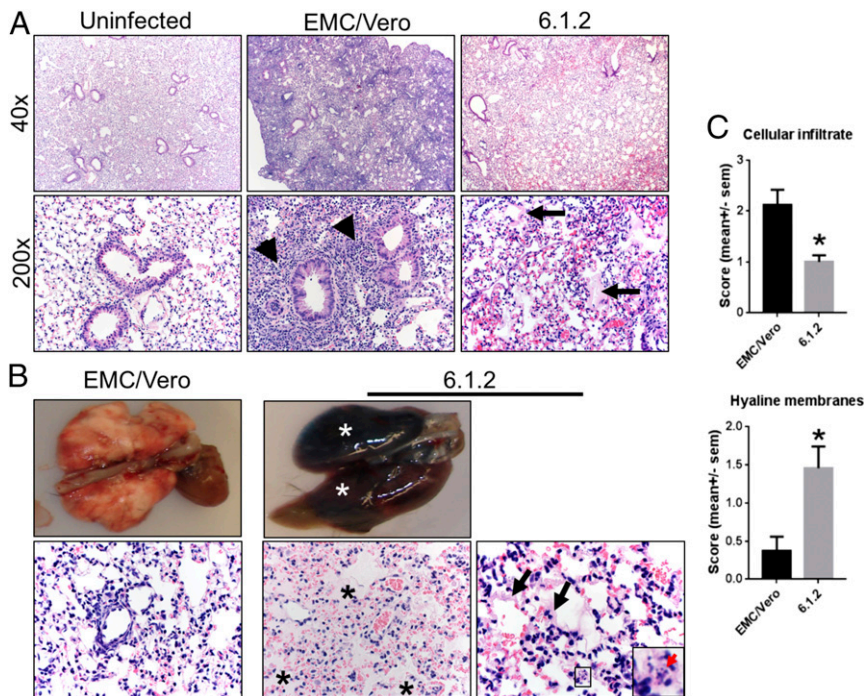 A
Uninfected
EMC/Vero
6.1.2
40x
200x
B
EMC/Vero
6.1.2
*
*
*
*
*
C
Cellular infiltrate
Score (mean+/- sem)
3
2
1
0
*
EMC/Vero
6.1.2
Hyaline membranes
Score (mean+/- sem)
2.0
1.5
1.0
0.5
0.0
*
EMC/Vero
6.1.2